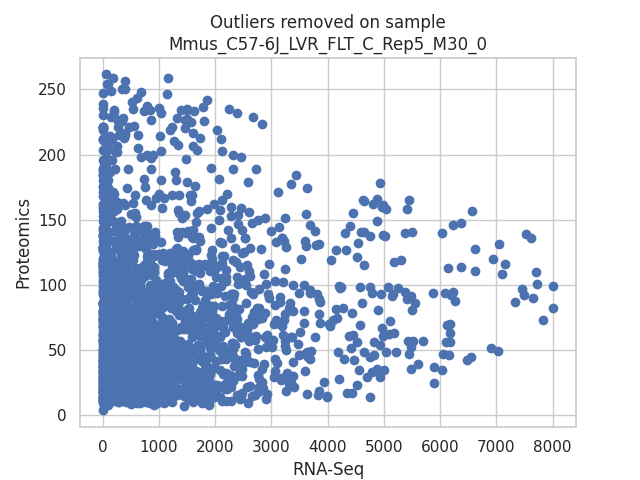 Outliers removed on sample
Mmus_C57-6J_LVR_FLT_C_Rep5_M30_0
250
200
150
100
50
0
Proteomics
0 1000 2000 3000 4000 5000 6000 7000 8000
RNA-Seq